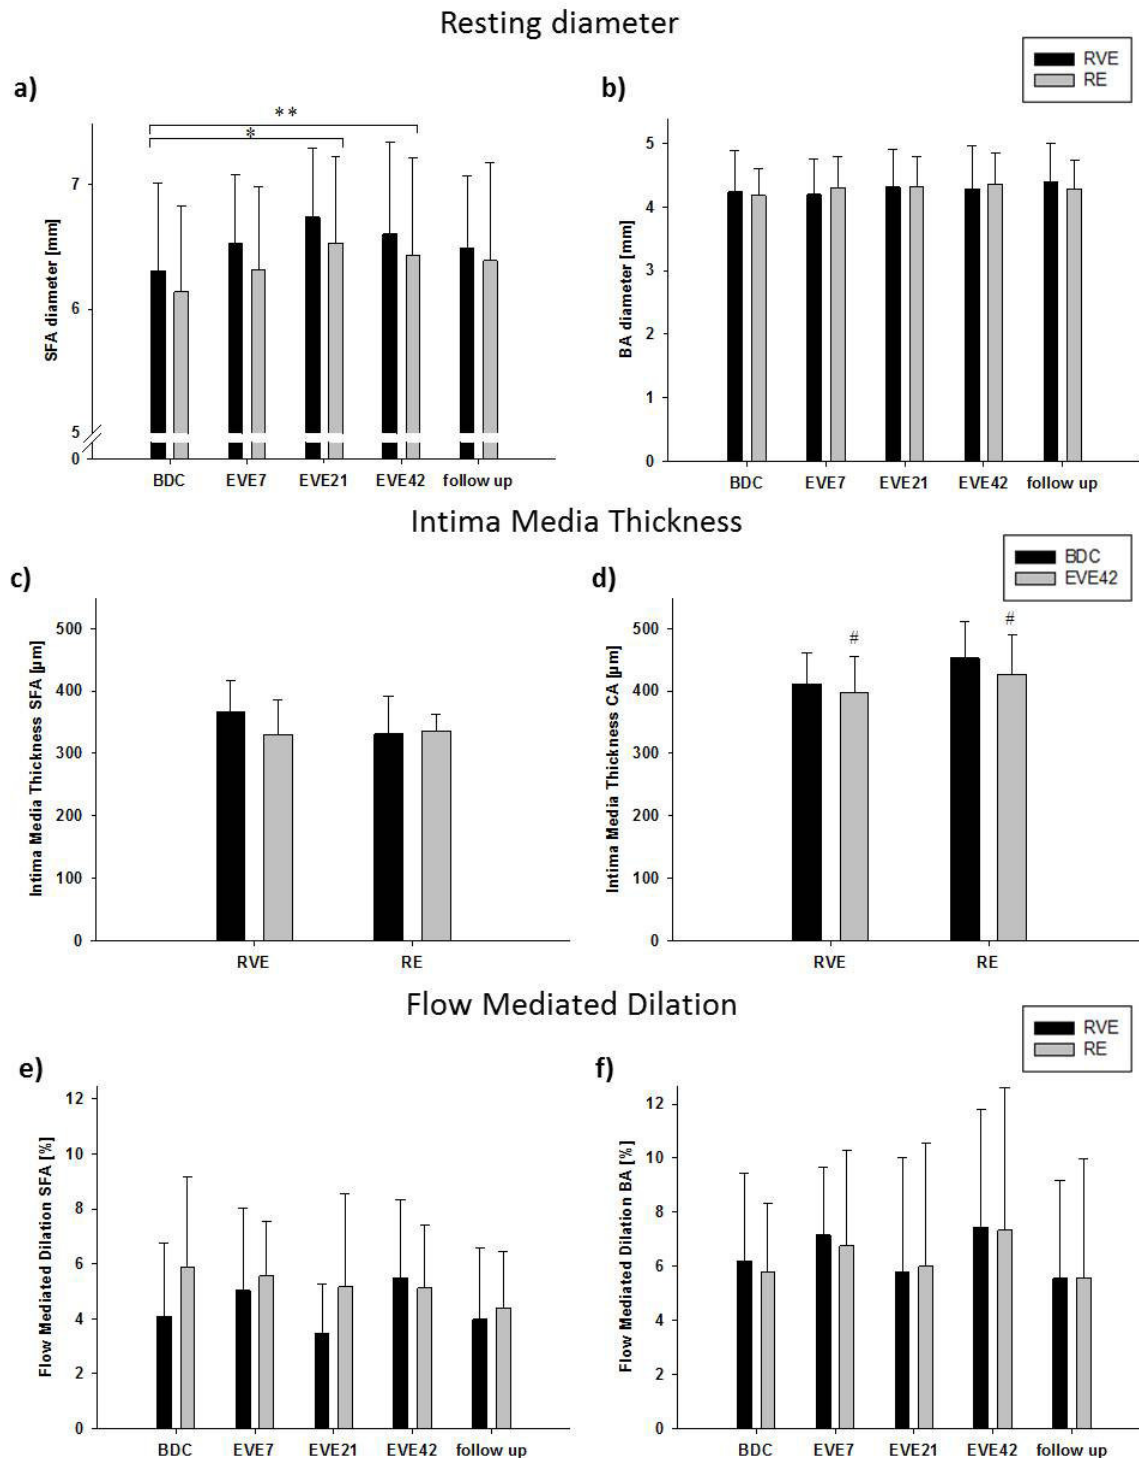 Resting diameter
RVE
RE
a)
**
*
7
6
5
0
SFA diameter [mm]
BDC EVE7 EVE21 EVE42 follow up
b)
5
4
3
2
1
0
BA diameter [mm]
BDC EVE7 EVE21 EVE42 follow up
Intima Media Thickness
BDC
EVE42
c)
500
400
300
200
100
0
Intima Media Thickness SFA [µm]
RVE RE
d)
# #
500
400
300
200
100
0
Intima Media Thickness CA [µm]
RVE RE
Flow Mediated Dilation
RVE
RE
e)
12
10
8
6
4
2
0
Flow Mediated Dilation SFA [%]
BDC EVE7 EVE21 EVE42 follow up
f)
12
10
8
6
4
2
0
Flow Mediated Dilation BA [%]
BDC EVE7 EVE21 EVE42 follow up